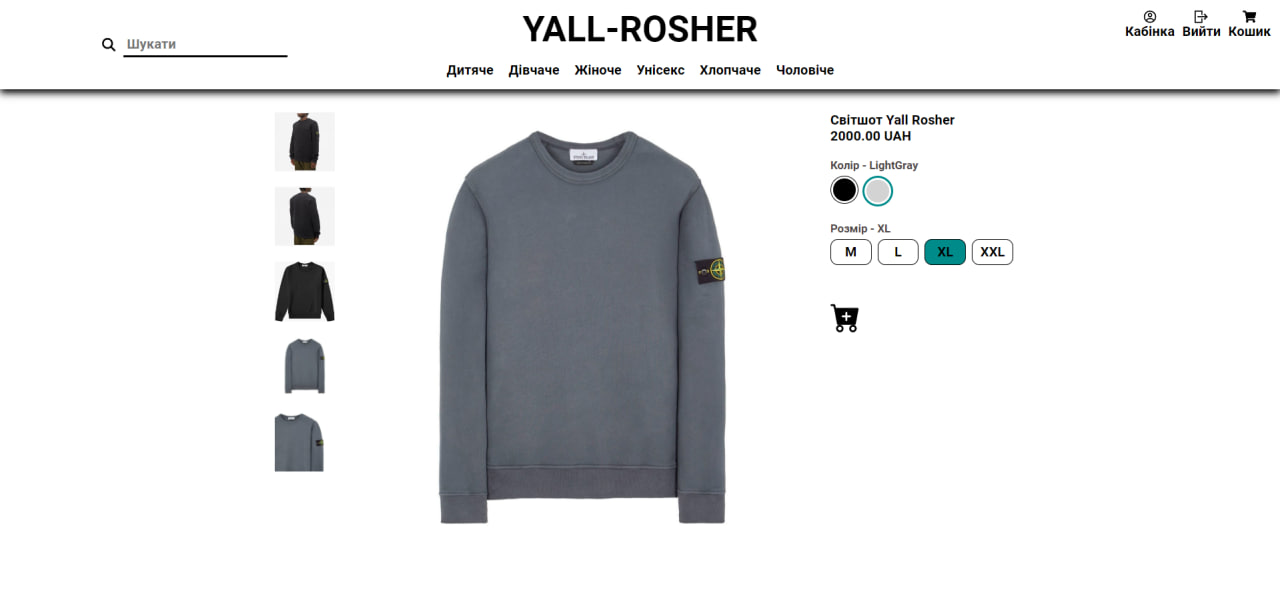 YALL-ROSHER
Шукати
Кабінка Вийти Кошик
Дитяче Дівчаче Жіноче Унісекс Хлопчаче Чоловіче
Світшот Yall Rosher
2000.00 UAH
Колір - LightGray
Розмір - XL
M L XL XXL